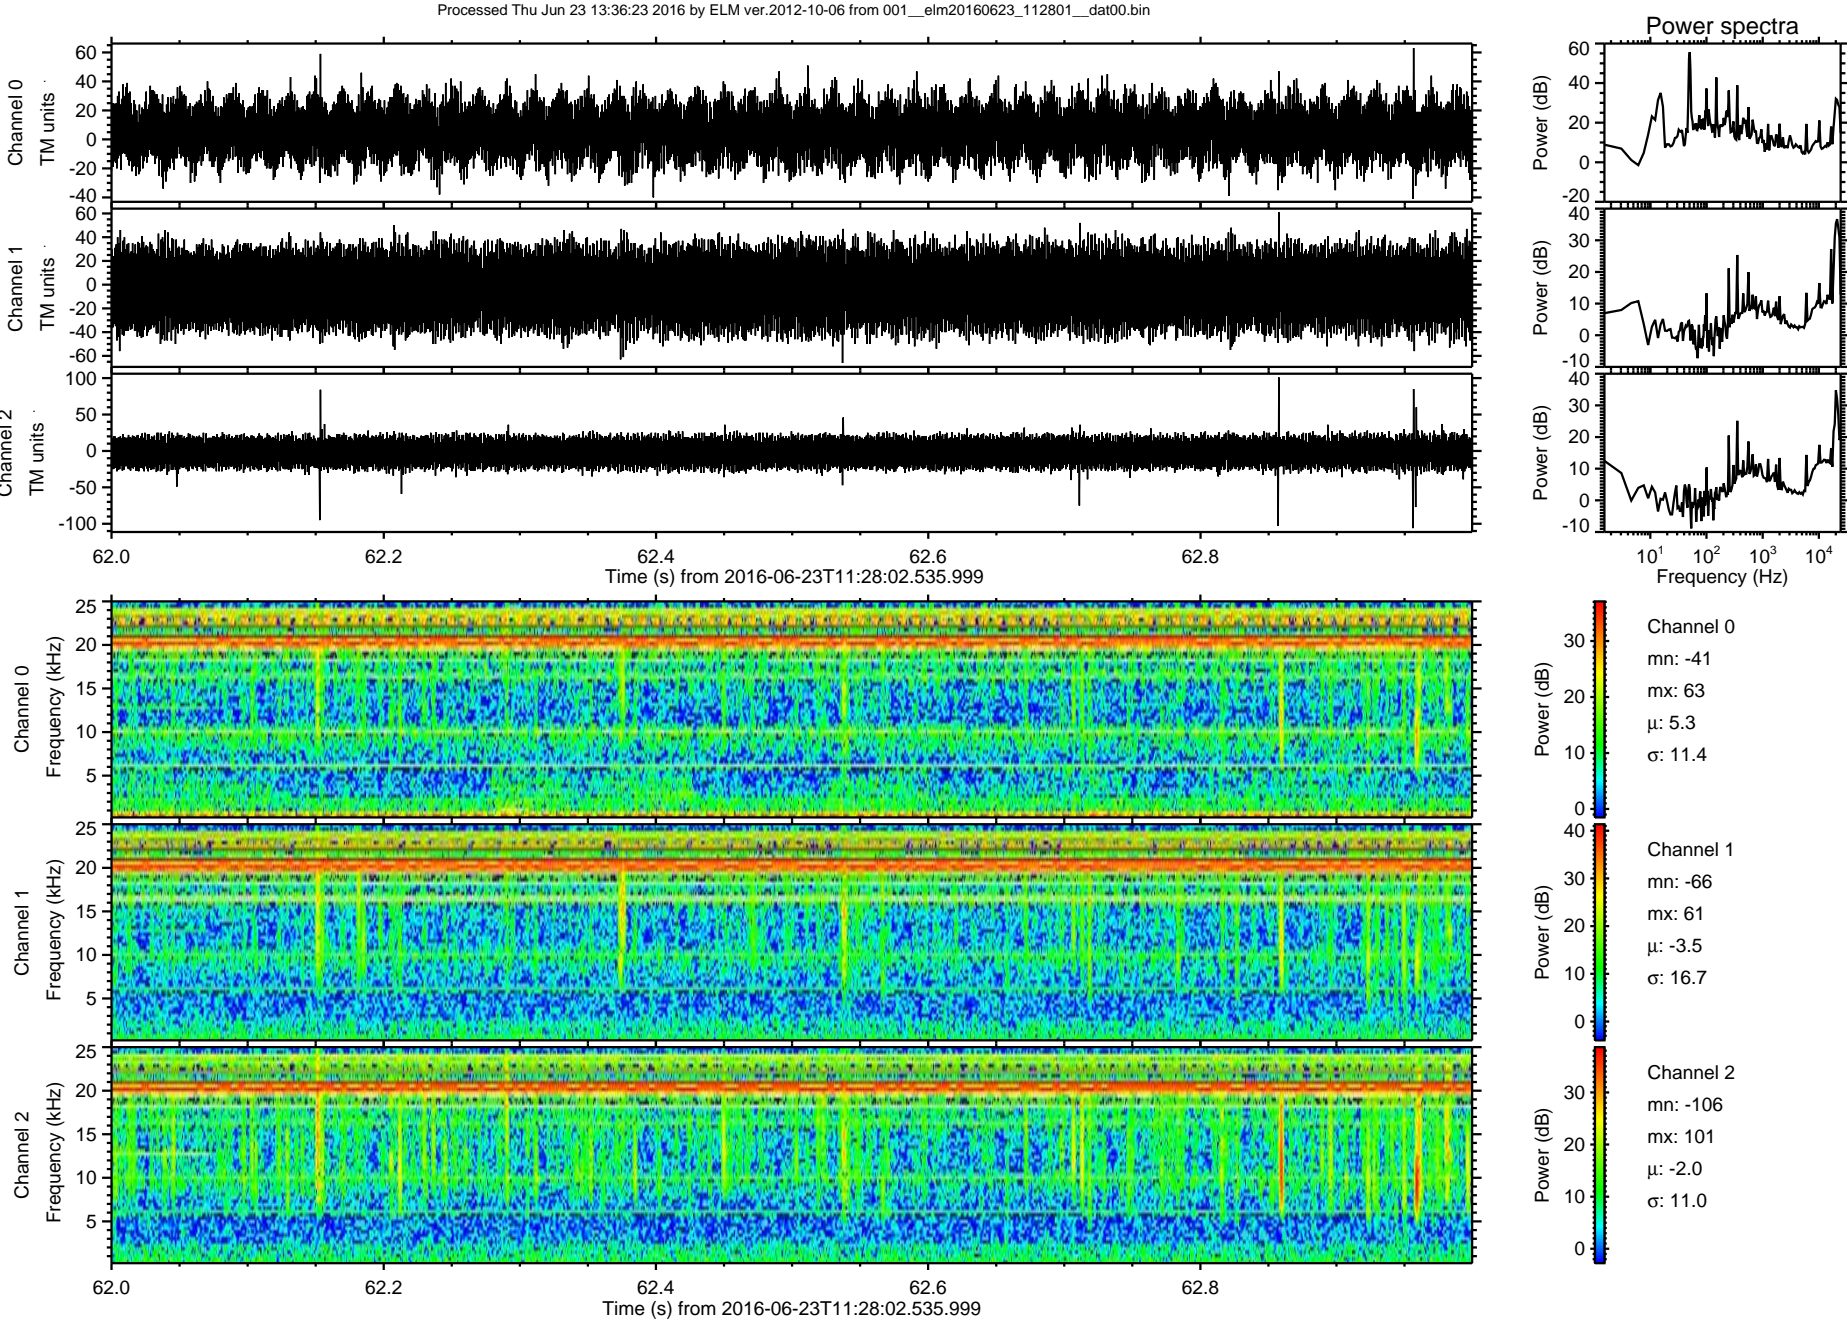 Processed Thu Jun 23 13:36:23 2016 by ELM ver.2012-10-06 from 001__elm20160623_112801__dat00.bin
Power spectra
Channel 0
TM units
60
40
20
0
-20
-40
Power (dB)
60
40
20
0
-20
Channel 1
TM units
60
40
20
0
-20
-40
-60
Power (dB)
40
30
20
10
0
-10
Channel 2
TM units
100
50
0
-50
-100
Power (dB)
40
30
20
10
0
-10
62.0 62.2 62.4 62.6 62.8
Time (s) from 2016-06-23T11:28:02.535.999
10^1 10^2 10^3 10^4
Frequency (Hz)
Channel 0
Frequency (kHz)
25
20
15
10
5
Power (dB)
30
20
10
0
Channel 0
mn: -41
mx: 63
μ: 5.3
σ: 11.4
Channel 1
Frequency (kHz)
25
20
15
10
5
Power (dB)
40
30
20
10
0
Channel 1
mn: -66
mx: 61
μ: -3.5
σ: 16.7
Channel 2
Frequency (kHz)
25
20
15
10
5
Power (dB)
30
20
10
0
Channel 2
mn: -106
mx: 101
μ: -2.0
σ: 11.0
62.0 62.2 62.4 62.6 62.8
Time (s) from 2016-06-23T11:28:02.535.999